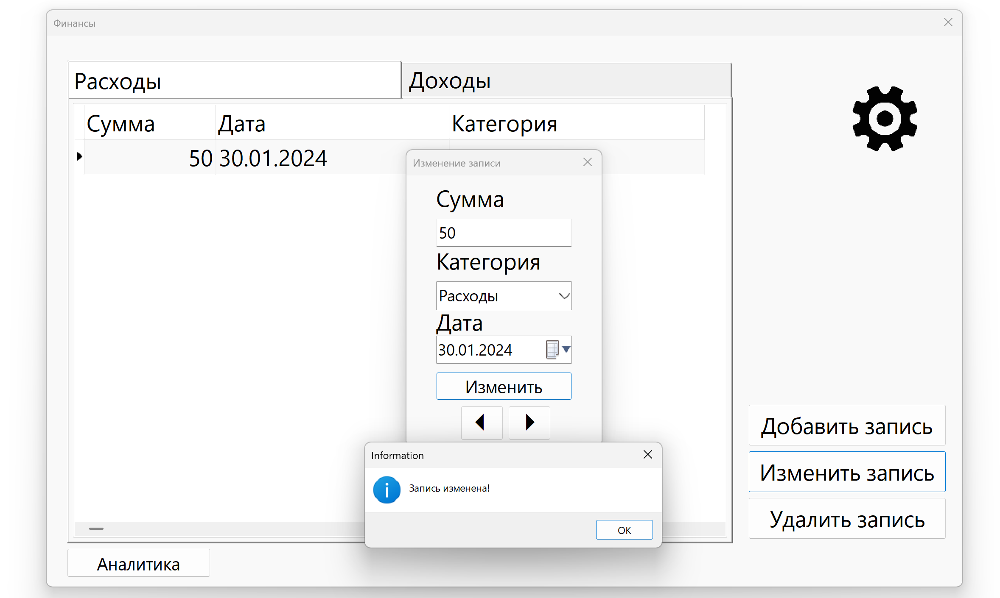 Финансы
Расходы
Доходы
Сумма
Дата
Категория
50
30.01.2024
Изменение записи
Сумма
50
Категория
Расходы
Дата
30.01.2024
Изменить
Добавить запись
Изменить запись
Удалить запись
Information
Запись изменена!
OK
Аналитика